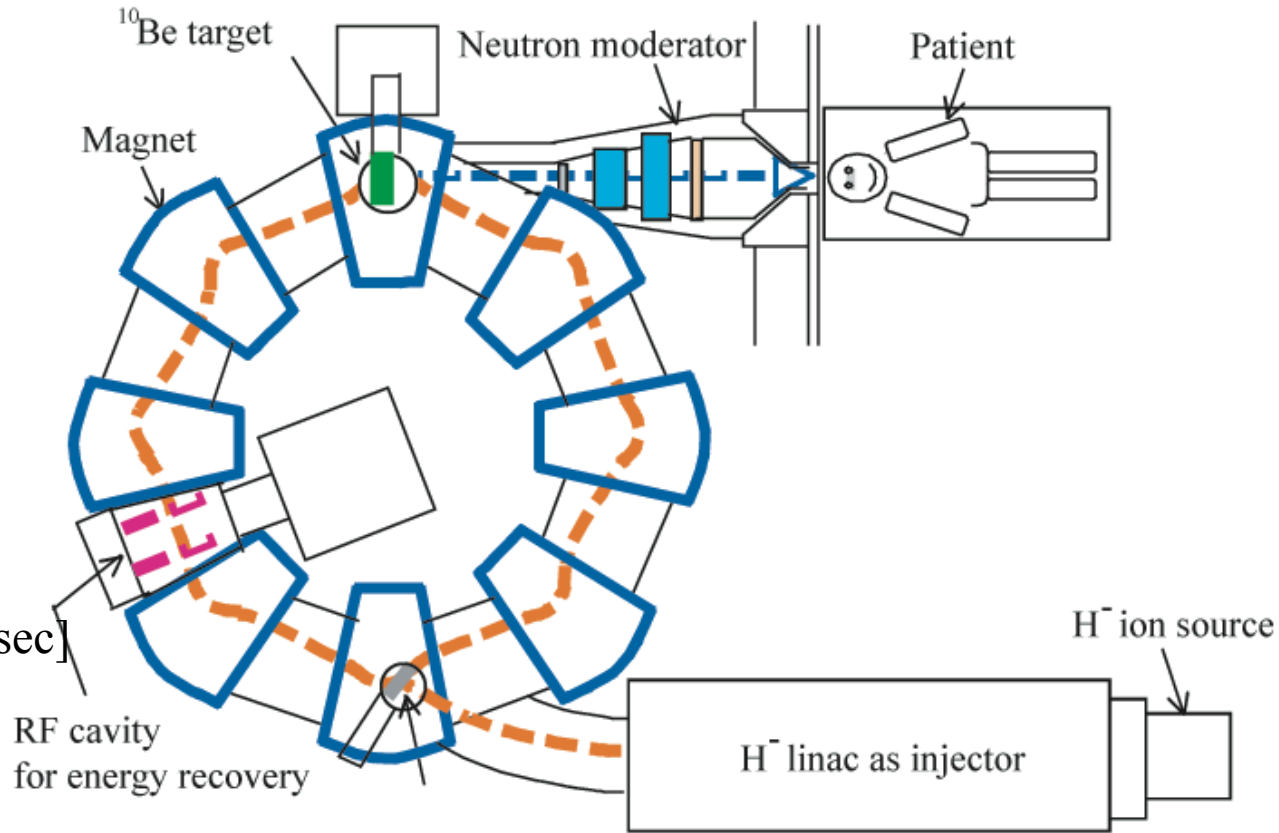 ¹⁰Be target
Neutron moderator
Patient
Magnet
sec]
H⁻ ion source
RF cavity
for energy recovery
H⁻ linac as injector